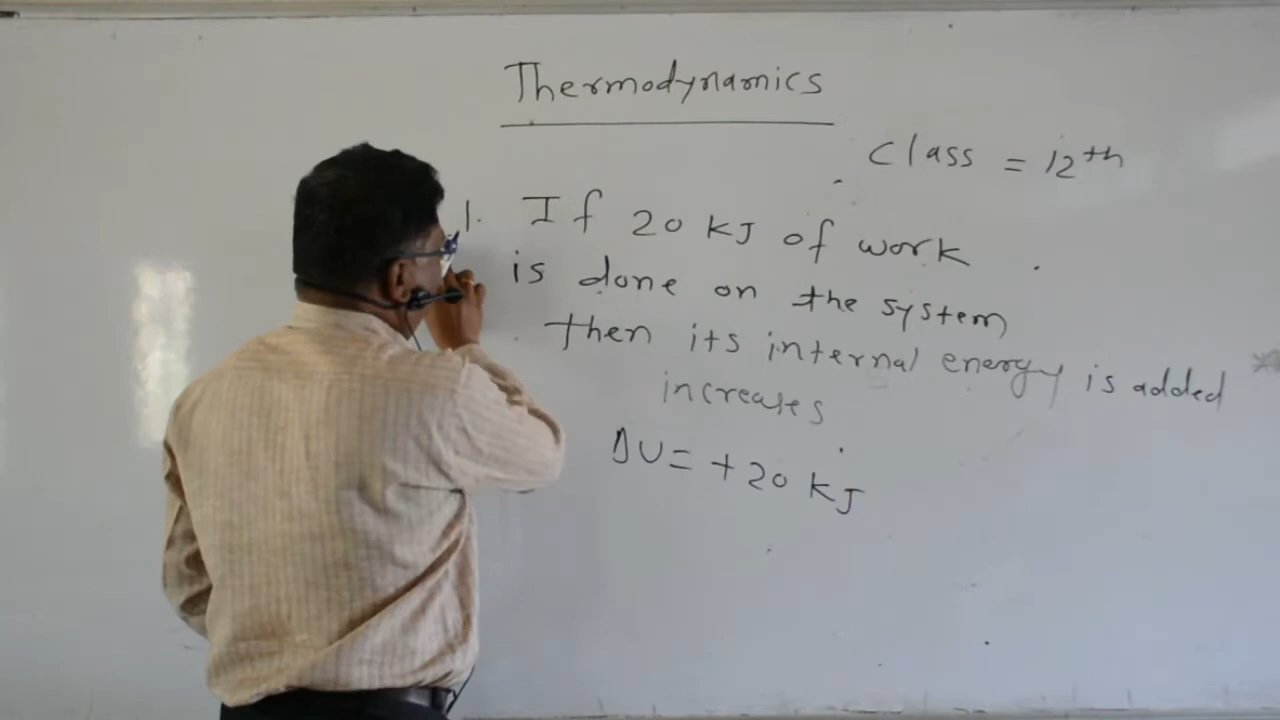 Thermodynamics
Class = 12th
1. If 20 KJ of work
is done on the system
then its internal energy is added
increases
ΔU = +20 KJ